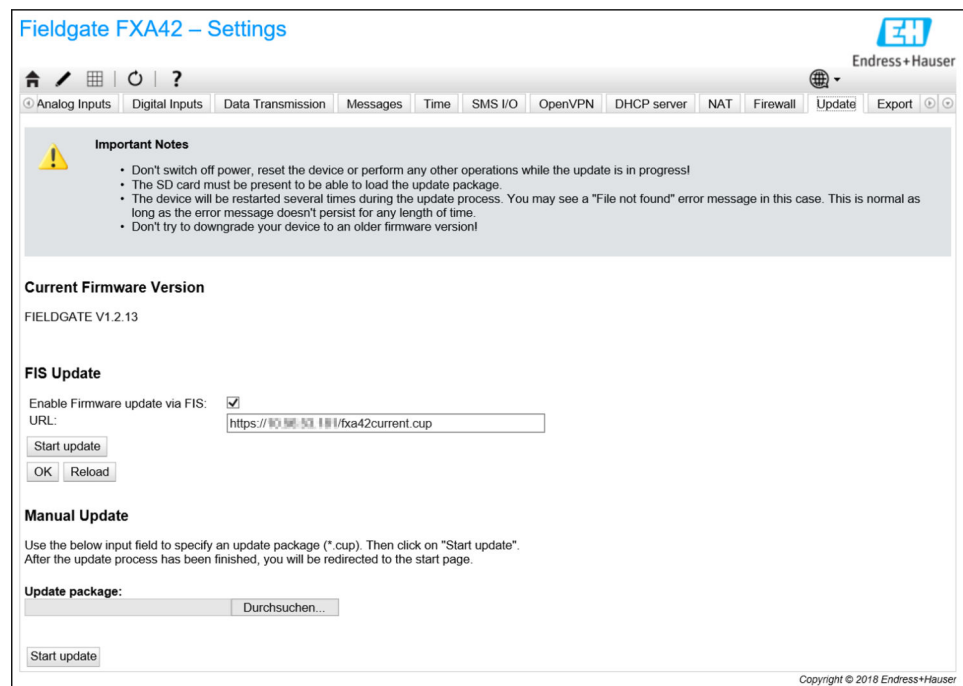 Fieldgate FXA42 – Settings
EH
Endress+Hauser
?
Analog Inputs Digital Inputs Data Transmission Messages Time SMS I/O OpenVPN DHCP server NAT Firewall Update Export
Important Notes
• Don't switch off power, reset the device or perform any other operations while the update is in progress!
• The SD card must be present to be able to load the update package.
• The device will be restarted several times during the update process. You may see a "File not found" error message in this case. This is normal as
long as the error message doesn't persist for any length of time.
• Don't try to downgrade your device to an older firmware version!
Current Firmware Version
FIELDGATE V1.2.13
FIS Update
Enable Firmware update via FIS:
URL:
https:// /fxa42current.cup
Start update
OK Reload
Manual Update
Use the below input field to specify an update package (*.cup). Then click on "Start update".
After the update process has been finished, you will be redirected to the start page.
Update package:
Durchsuchen...
Start update
Copyright © 2018 Endress+Hauser